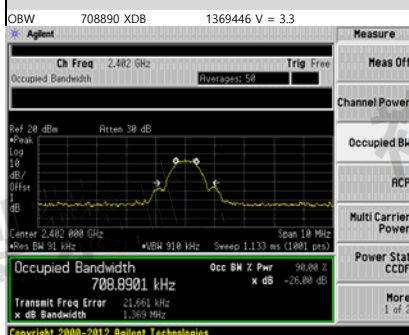 OBW 708890 XDB 1369446 V = 3.3
Agilent
Measure
Ch Freq 2.402 GHz Trig Free
Occupied Bandwidth Averages: 50
Meas Off
Channel Power
Occupied BW
ACP
Multi Carrier
Power
Power Stat
CCDF
More
1 of 2
Ref 20 dBm Atten 30 dB
#Peak
Log
10
dB/
Offst
1
dB
Center 2.402 000 GHz Span 10 MHz
#Res BW 91 kHz #VBW 910 kHz Sweep 1.133 ms (1001 pts)
Occupied Bandwidth
708.8901 kHz
Occ BW % Pwr 90.00 %
x dB -26.00 dB
Transmit Freq Error 21.661 kHz
x dB Bandwidth 1.369 MHz
Copyright 2000-2012 Agilent Technologies